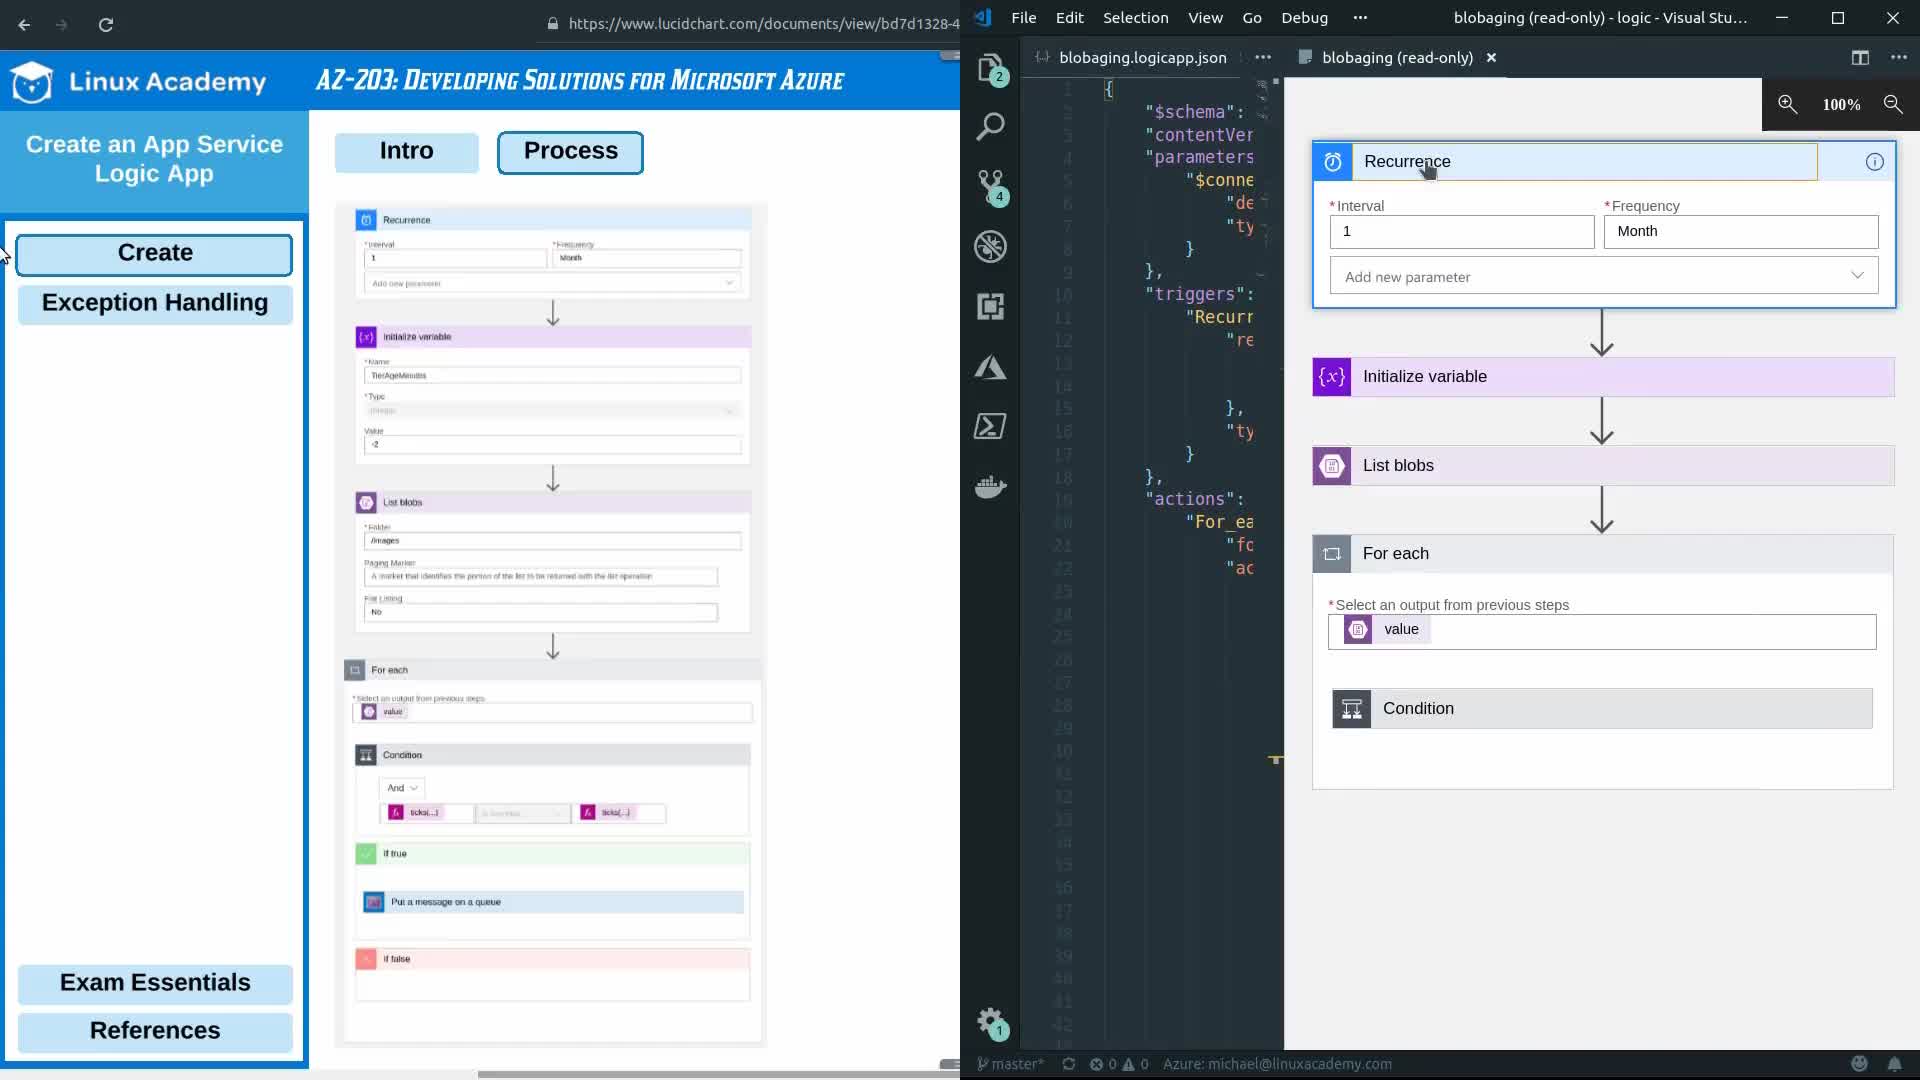 https://www.lucidchart.com/documents/view/bd7d1328-4
Linux Academy
AZ-203: Developing Solutions for Microsoft Azure
Create an App Service
Logic App
Intro
Process
Create
Exception Handling
Exam Essentials
References
Recurrence
*Interval
*Frequency
1
Month
Add new parameter
{x}
Initialize variable
*Name
TierAgeMinutes
*Type
Value
-2
List blobs
*Folder
/images
Paging Marker
A marker that identifies the portion of the list to be returned with the list operation
Flat Listing
No
For each
*Select an output from previous steps
value
Condition
And
fx ticks(...)
fx ticks(...)
If true
Put a message on a queue
If false
File Edit Selection View Go Debug ...
blobaging (read-only) - logic - Visual Stu...
blobaging.logicapp.json
blobaging (read-only)
2
4
1
1 {
2 "$schema":
3 "contentVer
4 "parameters
5 "$conne
6 "de
7 "ty
8 }
9 },
10 "triggers":
11 "Recurr
12 "re
13
14
15 },
16 "ty
17 }
18 },
19 "actions":
20 "For_ea
21 "fo
22 "ac
23
24
25
26
27
28
29
30
31
32
33
34
35
36
37
38
39
40
41
42
100%
Recurrence
*Interval
*Frequency
1
Month
Add new parameter
{x}
Initialize variable
List blobs
For each
*Select an output from previous steps
value
Condition
master*
0
0
Azure: michael@linuxacademy.com